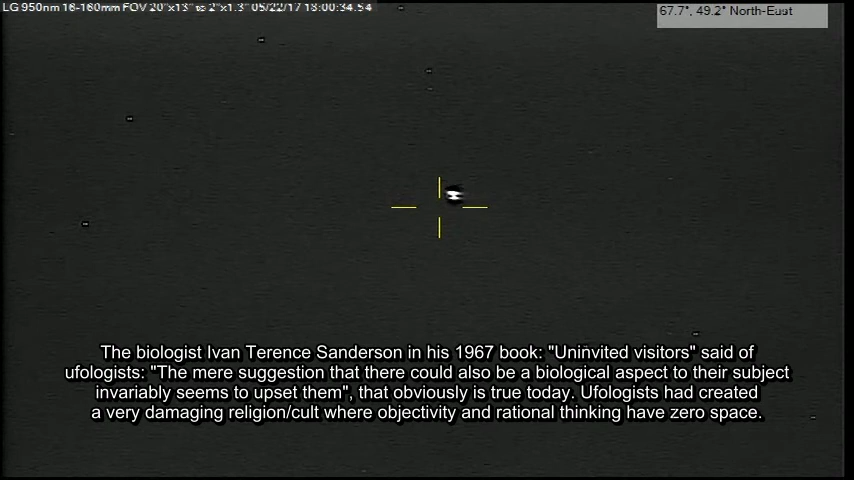 LG 950nm 16-160mm FOV 20°x13° to 2°x1.3° 05/22/17 18:00:34.54
67.7°, 49.2° North-East
The biologist Ivan Terence Sanderson in his 1967 book: "Uninvited visitors" said of
ufologists: "The mere suggestion that there could also be a biological aspect to their subject
invariably seems to upset them", that obviously is true today. Ufologists had created
a very damaging religion/cult where objectivity and rational thinking have zero space.